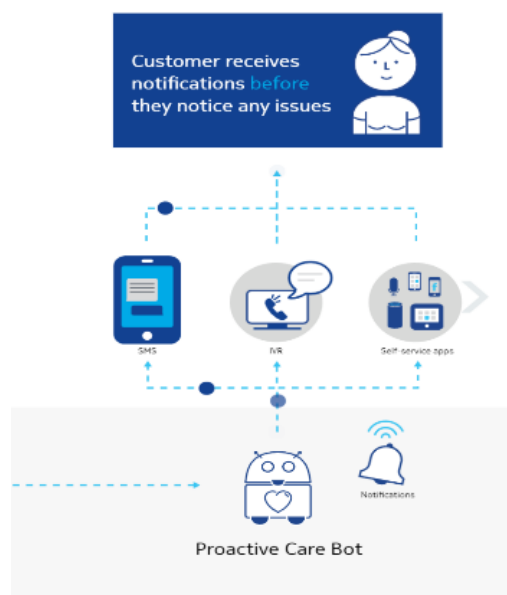 Customer receives
notifications before
they notice any issues
SMS
IVR
Self-service apps
Notifications
Proactive Care Bot